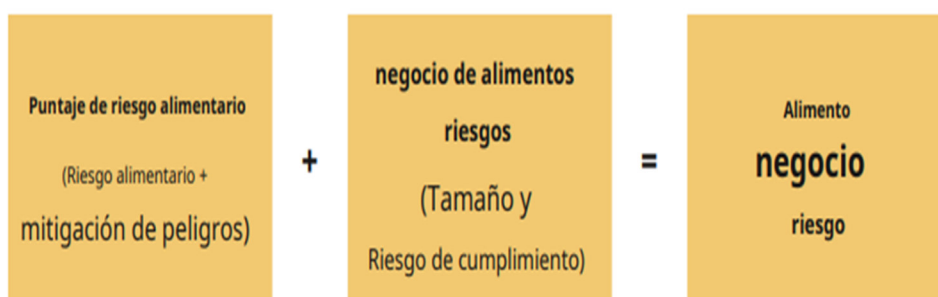 Puntaje de riesgo alimentario
(Riesgo alimentario +
mitigación de peligros)
+
negocio de alimentos
riesgos
(Tamaño y
Riesgo de cumplimiento)
=
Alimento
negocio
riesgo